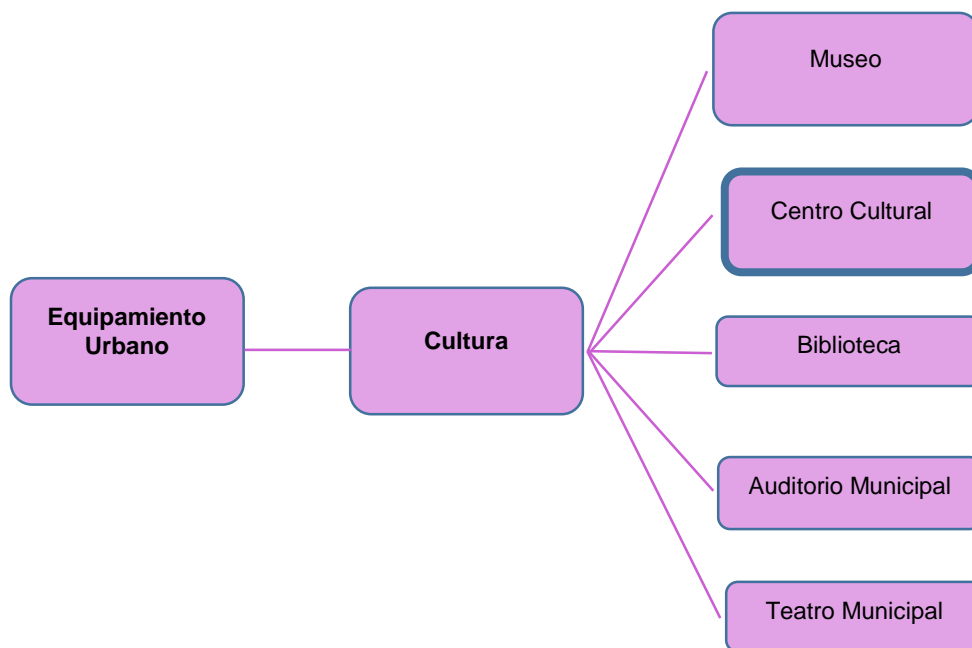 Equipamiento
Urbano
Cultura
Museo
Centro Cultural
Biblioteca
Auditorio Municipal
Teatro Municipal